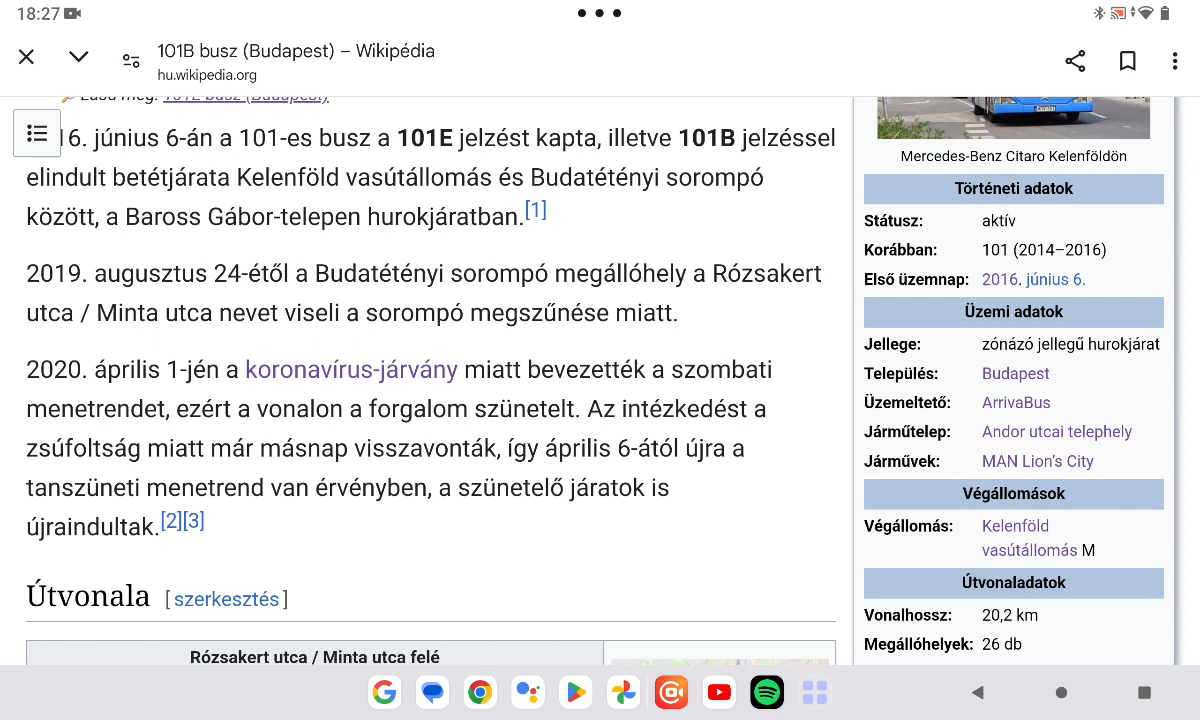 18:27
101B busz (Budapest) – Wikipédia
hu.wikipedia.org
Lásd még: 101E busz (Budapest)
16. június 6-án a 101-es busz a 101E jelzést kapta, illetve 101B jelzéssel
elindult betétjárata Kelenföld vasútállomás és Budatétényi sorompó
között, a Baross Gábor-telepen hurokjáratban.[1]
2019. augusztus 24-étől a Budatétényi sorompó megállóhely a Rózsakert
utca / Minta utca nevet viseli a sorompó megszűnése miatt.
2020. április 1-jén a koronavírus-járvány miatt bevezették a szombati
menetrendet, ezért a vonalon a forgalom szünetelt. Az intézkedést a
zsúfoltság miatt már másnap visszavonták, így április 6-ától újra a
tanszüneti menetrend van érvényben, a szünetelő járatok is
újraindultak.[2][3]
Útvonala [szerkesztés]
Rózsakert utca / Minta utca felé
Mercedes-Benz Citaro Kelenföldön
Történeti adatok
Státusz: aktív
Korábban: 101 (2014–2016)
Első üzemnap: 2016. június 6.
Üzemi adatok
Jellege: zónázó jellegű hurokjárat
Település: Budapest
Üzemeltető: ArrivaBus
Járműtelep: Andor utcai telephely
Járművek: MAN Lion's City
Végállomások
Végállomás: Kelenföld
vasútállomás M
Útvonaladatok
Vonalhossz: 20,2 km
Megállóhelyek: 26 db